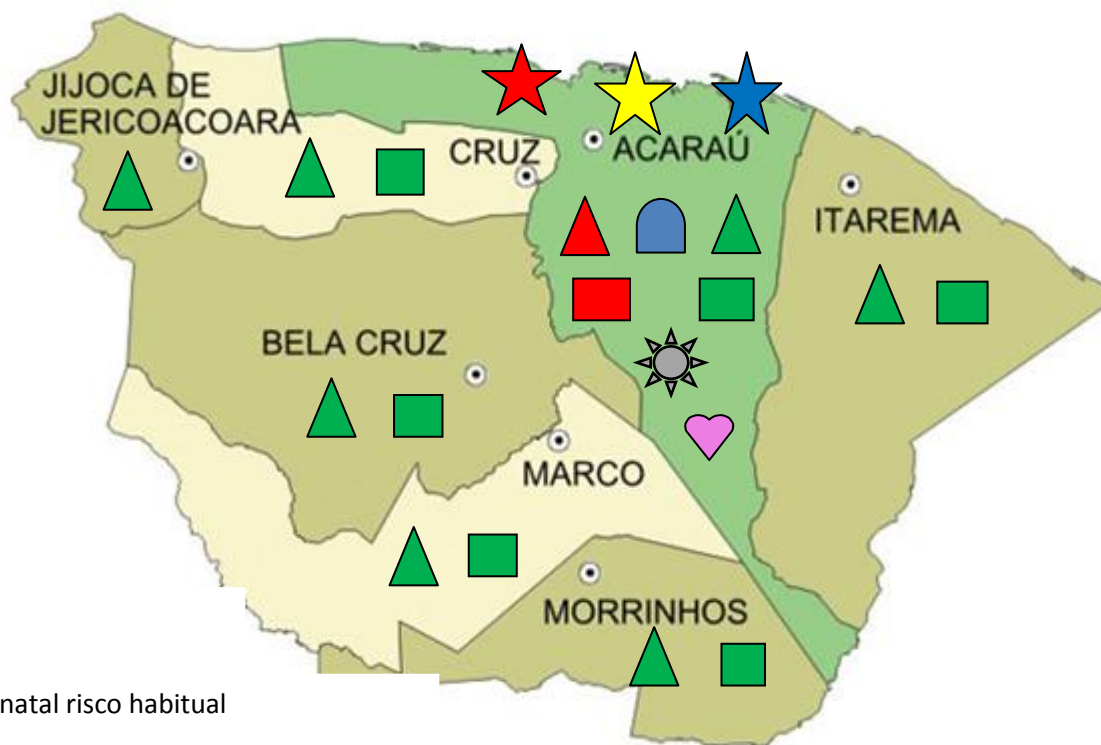 JIJOCA DE
JERICOACOARA
CRUZ
ACARAÚ
ITAREMA
BELA CRUZ
MARCO
MORRINHOS
natal risco habitual